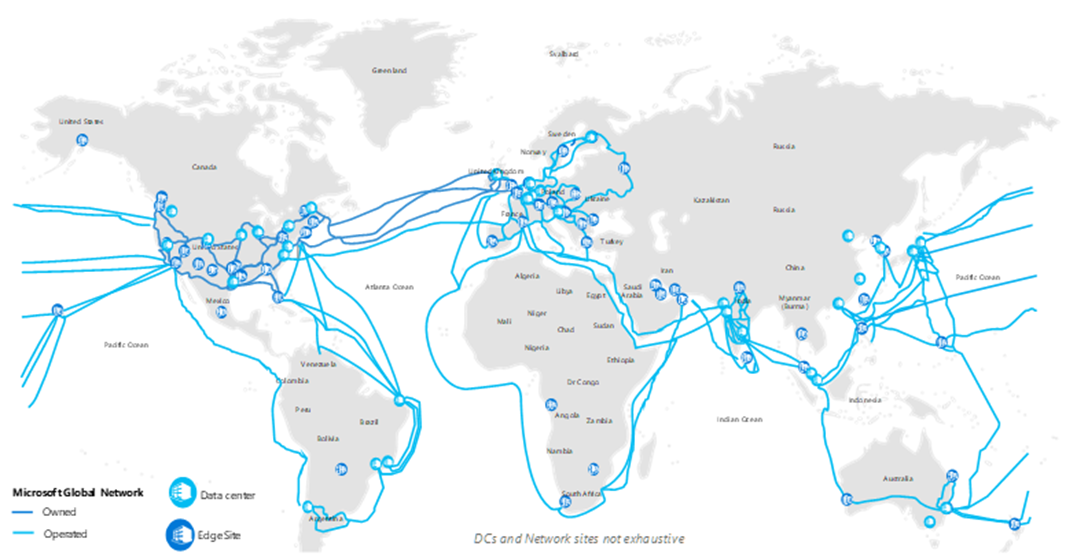 Svalbard
Greenland
United States
Sweden
Norway
Russia
Canada
United Kingdom
Poland
Ukraine
Kazakhstan
Russia
France
United States
Turkey
China
Iran
Algeria
Pacific Ocean
Atlanta Ocean
Libya
Egypt
Saudi
Arabia
India
Myanmar
(Burma)
Mexico
Niger
Mali
Chad
Sudan
Pacific Ocean
Nigeria
Ethiopia
Venezuela
Colombia
Dr Congo
Indonesia
Peru
Angola
Zambia
Brazil
Indian Ocean
Bolivia
Namibia
Australia
South Africa
Argentina
Microsoft Global Network
Owned
Operated
Data center
Edge Site
DCs and Network sites not exhaustive